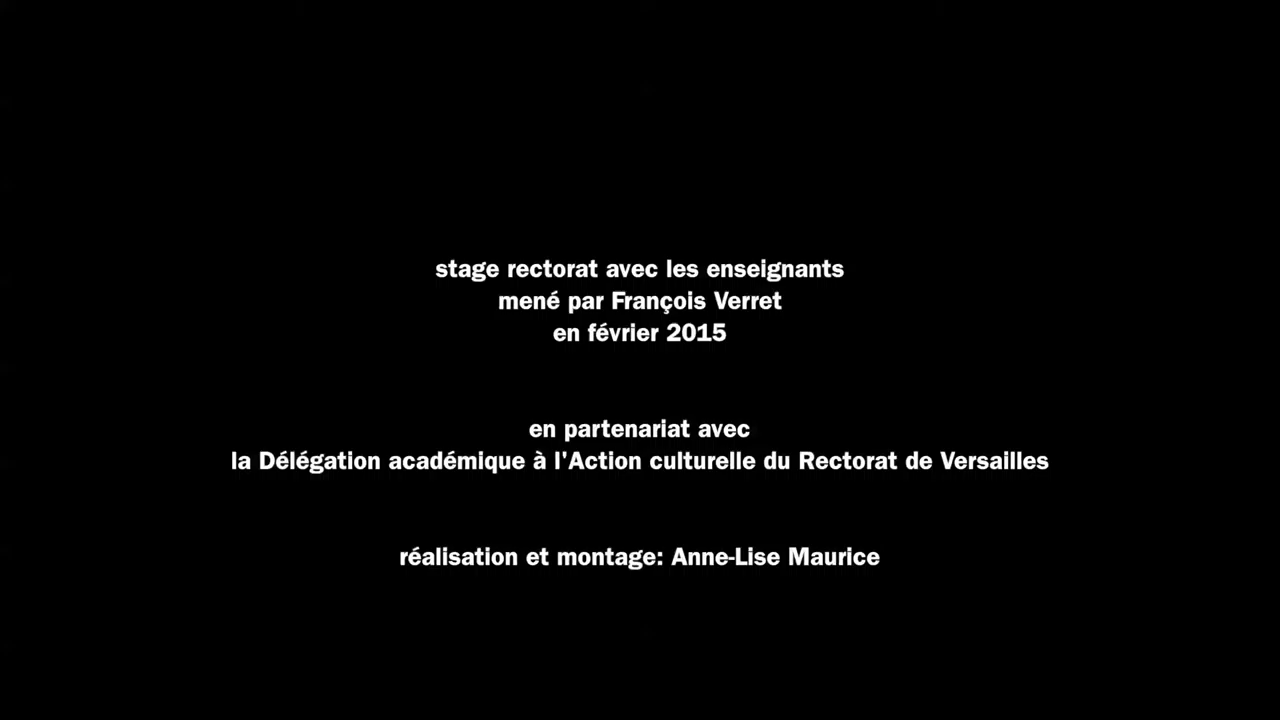 stage rectorat avec les enseignants
mené par François Verret
en février 2015
en partenariat avec
la Délégation académique à l'Action culturelle du Rectorat de Versailles
réalisation et montage: Anne-Lise Maurice